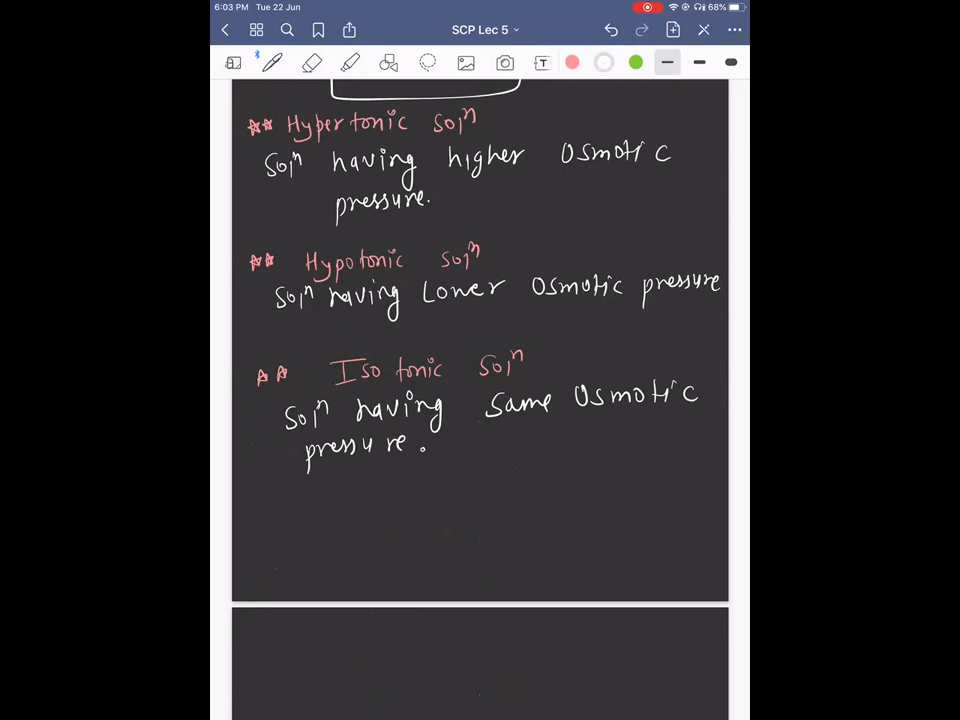 6:03 PM Tue 22 Jun 68%
SCP Lec 5
T
** Hypertonic Solⁿ
Solⁿ having higher Osmotic
pressure.
** Hypotonic Solⁿ
Solⁿ having Lower Osmotic pressure
** Isotonic Solⁿ
Solⁿ having same Osmotic
pressure.